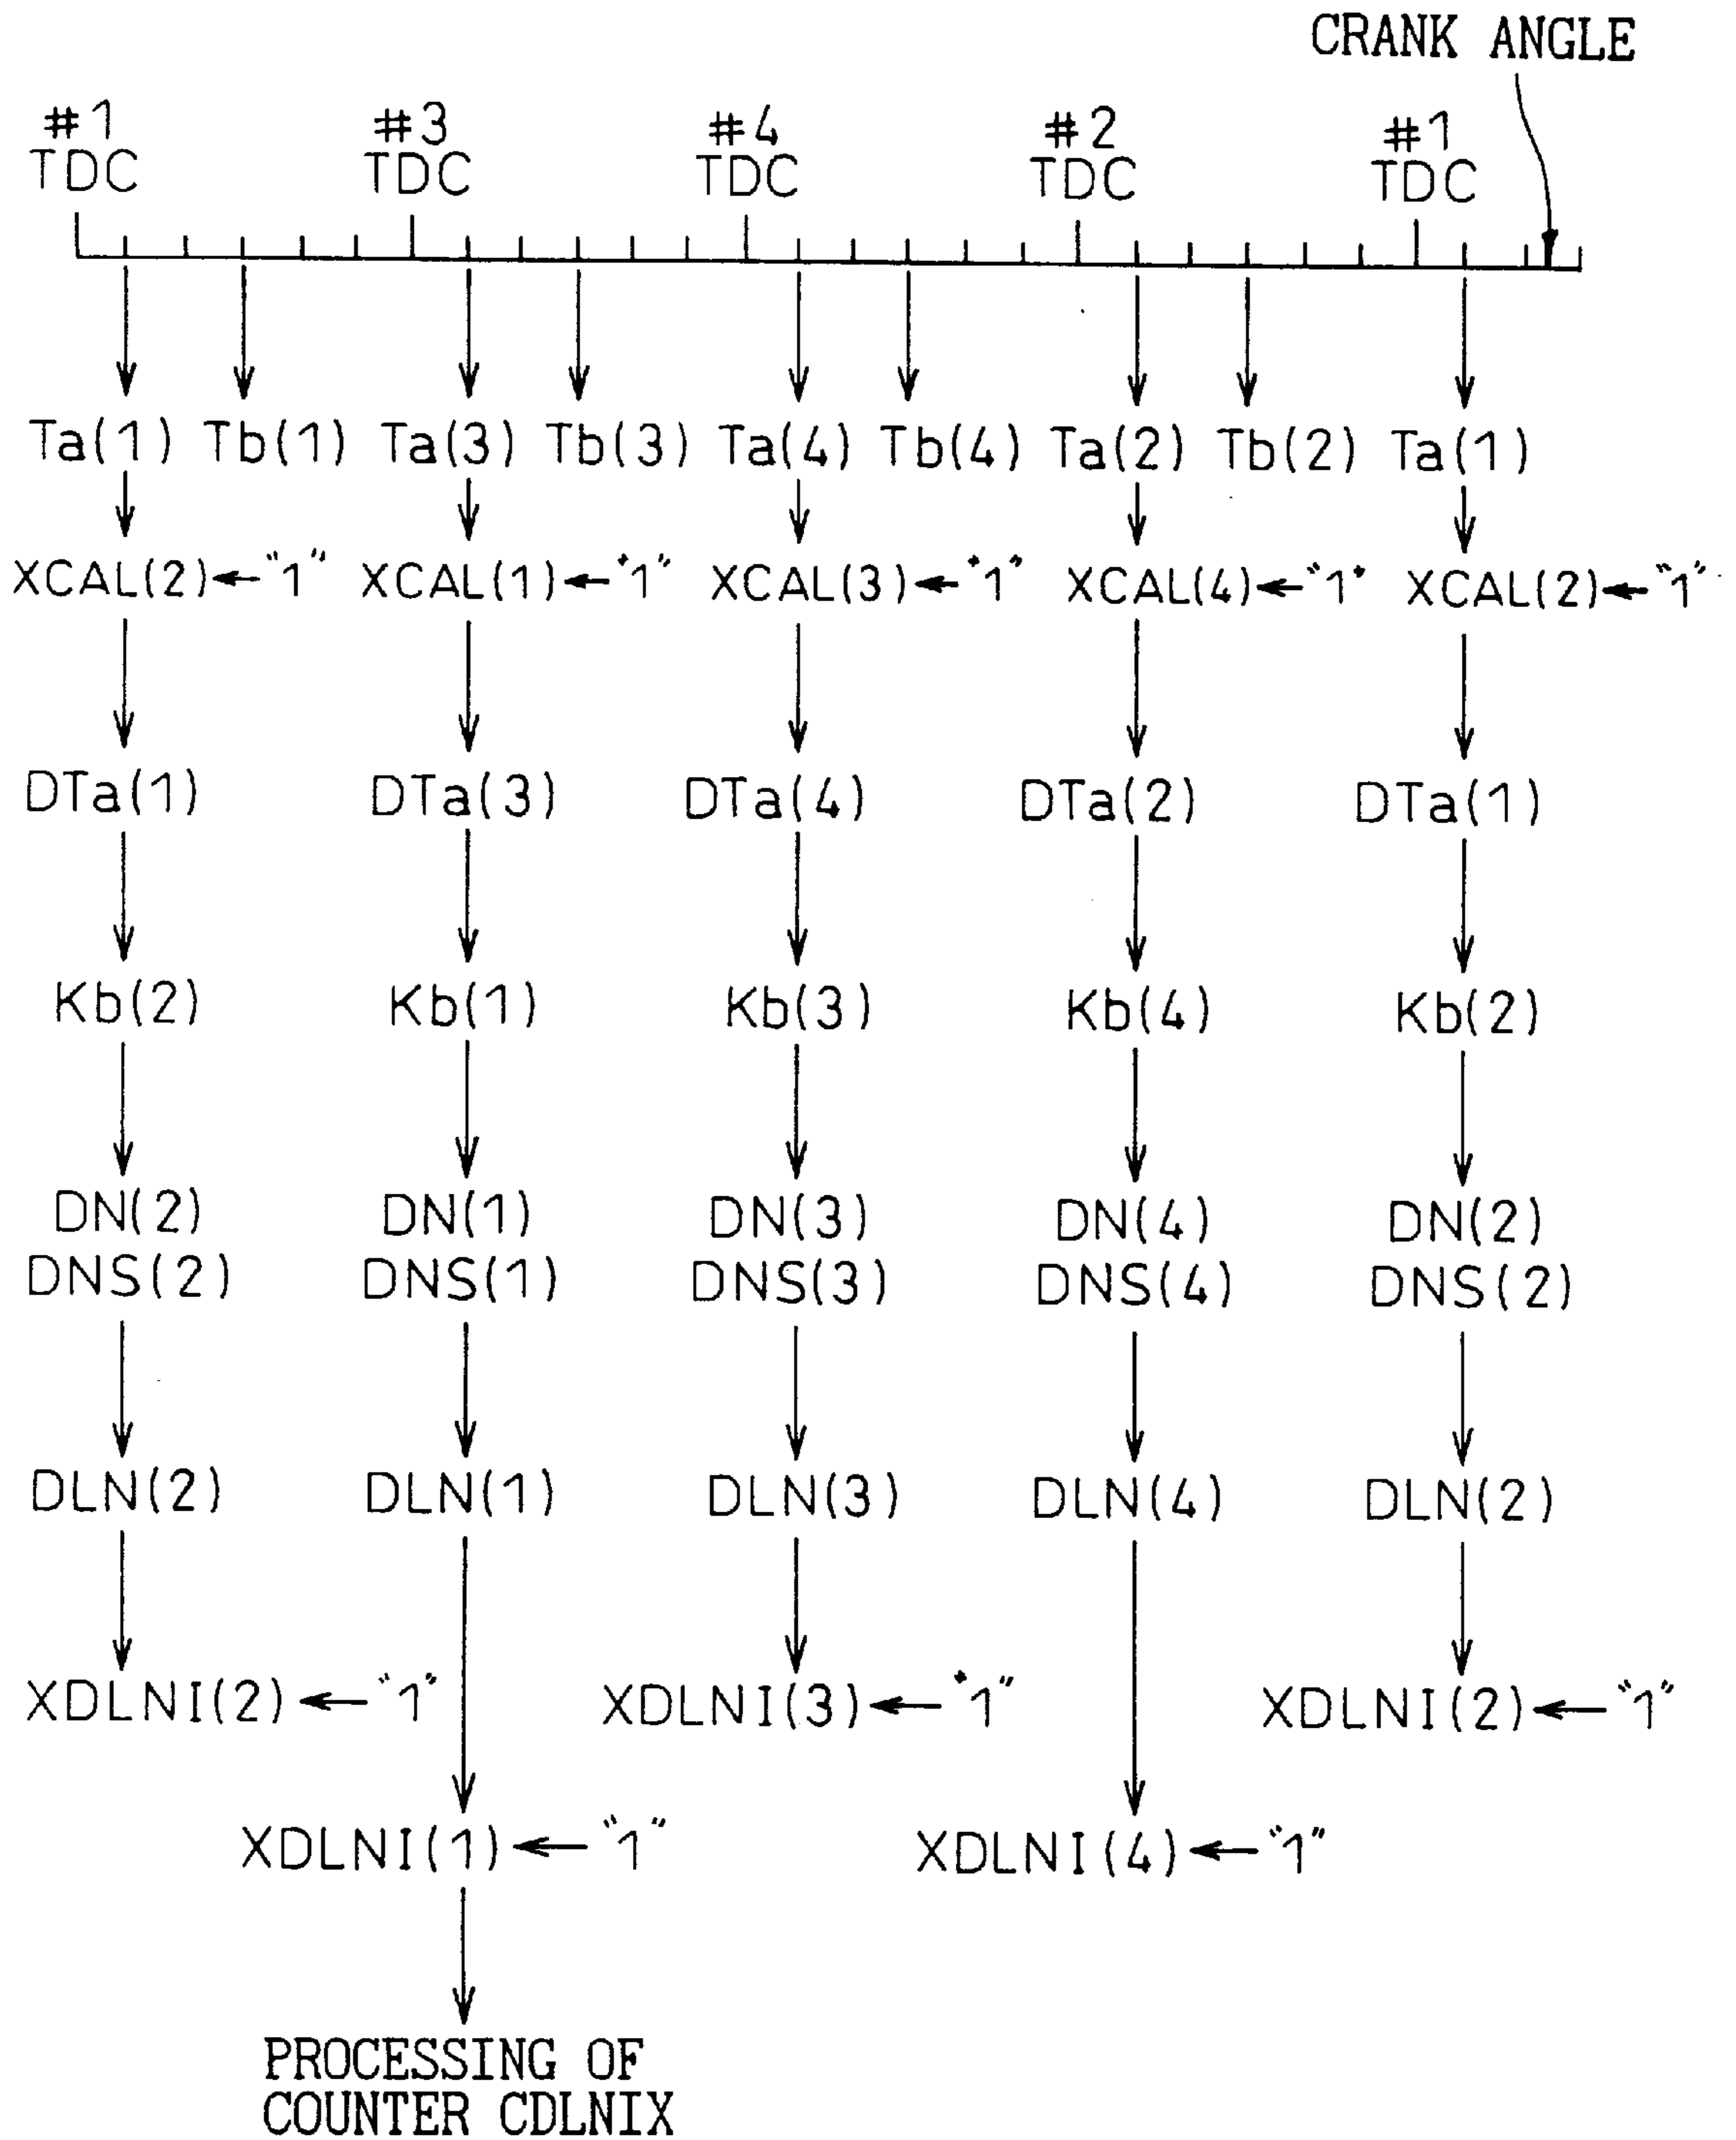 CRANK ANGLE
#1 #3 #4 #2 #1
TDC TDC TDC TDC TDC
Ta(1) Tb(1) Ta(3) Tb(3) Ta(4) Tb(4) Ta(2) Tb(2) Ta(1)
XCAL(2)←"1" XCAL(1)←"1" XCAL(3)←"1" XCAL(4)←"1" XCAL(2)←"1"
DTa(1) DTa(3) DTa(4) DTa(2) DTa(1)
Kb(2) Kb(1) Kb(3) Kb(4) Kb(2)
DN(2) DN(1) DN(3) DN(4) DN(2)
DNS(2) DNS(1) DNS(3) DNS(4) DNS(2)
DLN(2) DLN(1) DLN(3) DLN(4) DLN(2)
XDLNI(2)←"1" XDLNI(3)←"1" XDLNI(2)←"1"
XDLNI(1)←"1" XDLNI(4)←"1"
PROCESSING OF
COUNTER CDLNIX